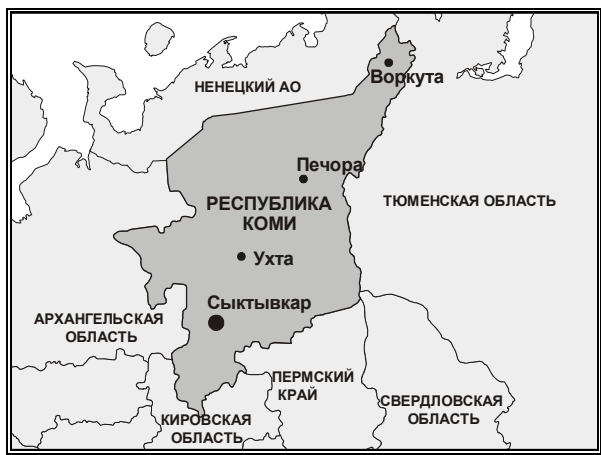 Воркута
НЕНЕЦКИЙ АО
Печора
РЕСПУБЛИКА
КОМИ
ТЮМЕНСКАЯ ОБЛАСТЬ
Ухта
Сыктывкар
АРХАНГЕЛЬСКАЯ
ОБЛАСТЬ
ПЕРМСКИЙ
КРАЙ
СВЕРДЛОВСКАЯ
ОБЛАСТЬ
КИРОВСКАЯ
ОБЛАСТЬ